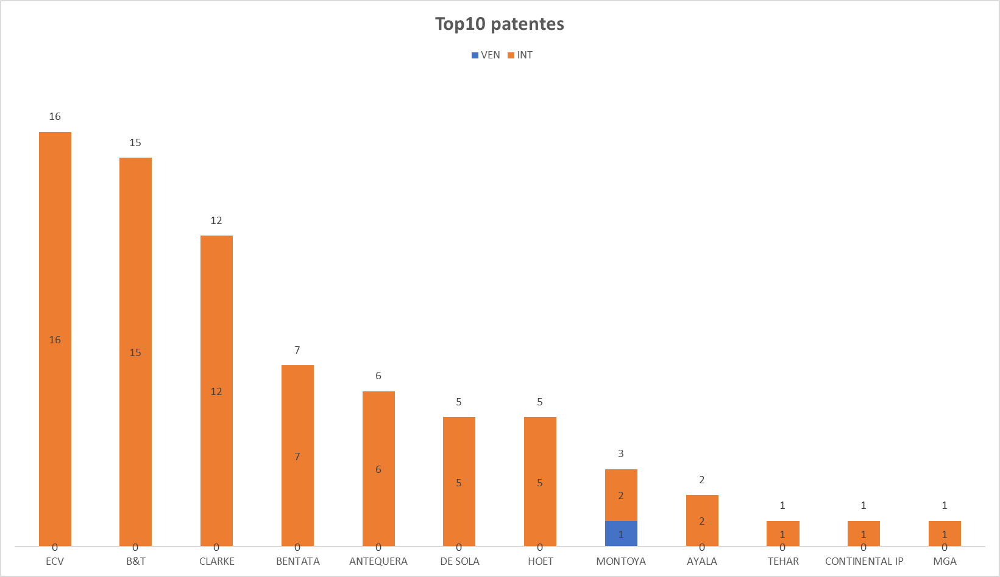 Top10 patentes
VEN INT
16
15
12
7
6
5 5
3
2
1 1 1
16
15
12
7
6
5 5
2
2
1 1 1 1
0 0 0 0 0 0 0 0 0 0 0
ECV B&T CLARKE BENTATA ANTEQUERA DE SOLA HOET MONTOYA AYALA TEHAR CONTINENTAL IP MGA